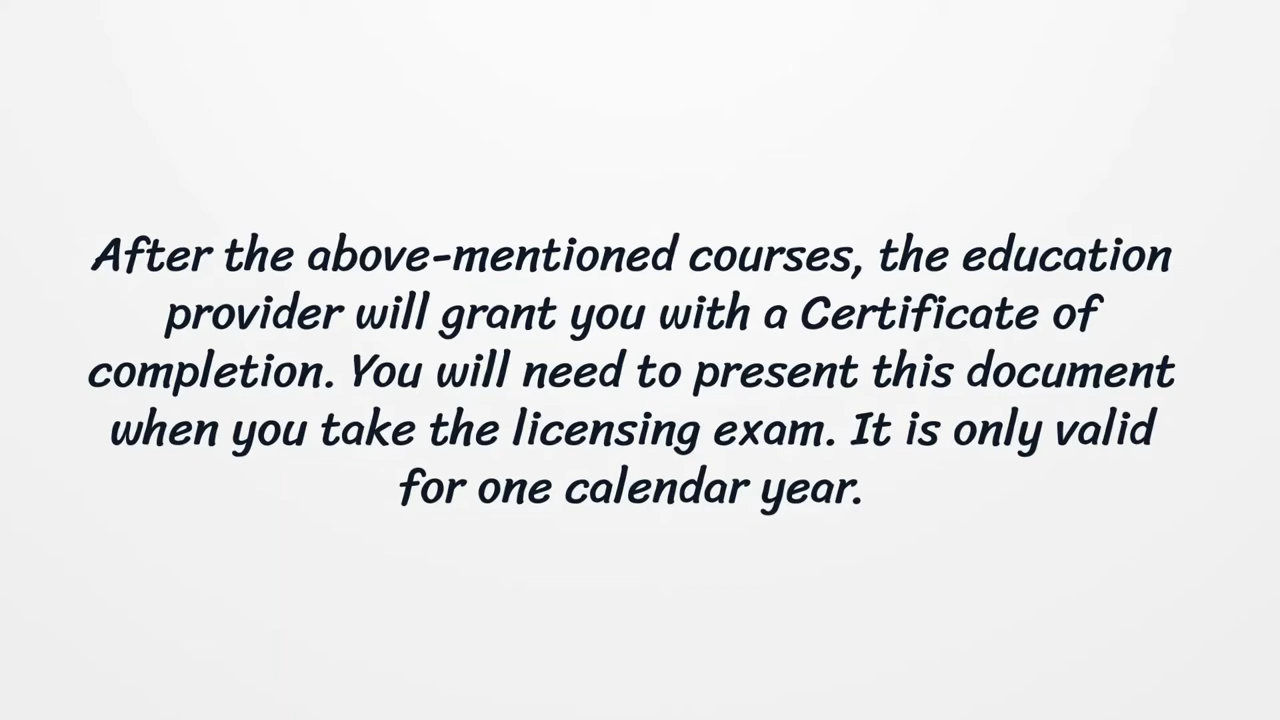 After the above-mentioned courses, the education
provider will grant you with a Certificate of
completion. You will need to present this document
when you take the licensing exam. It is only valid
for one calendar year.